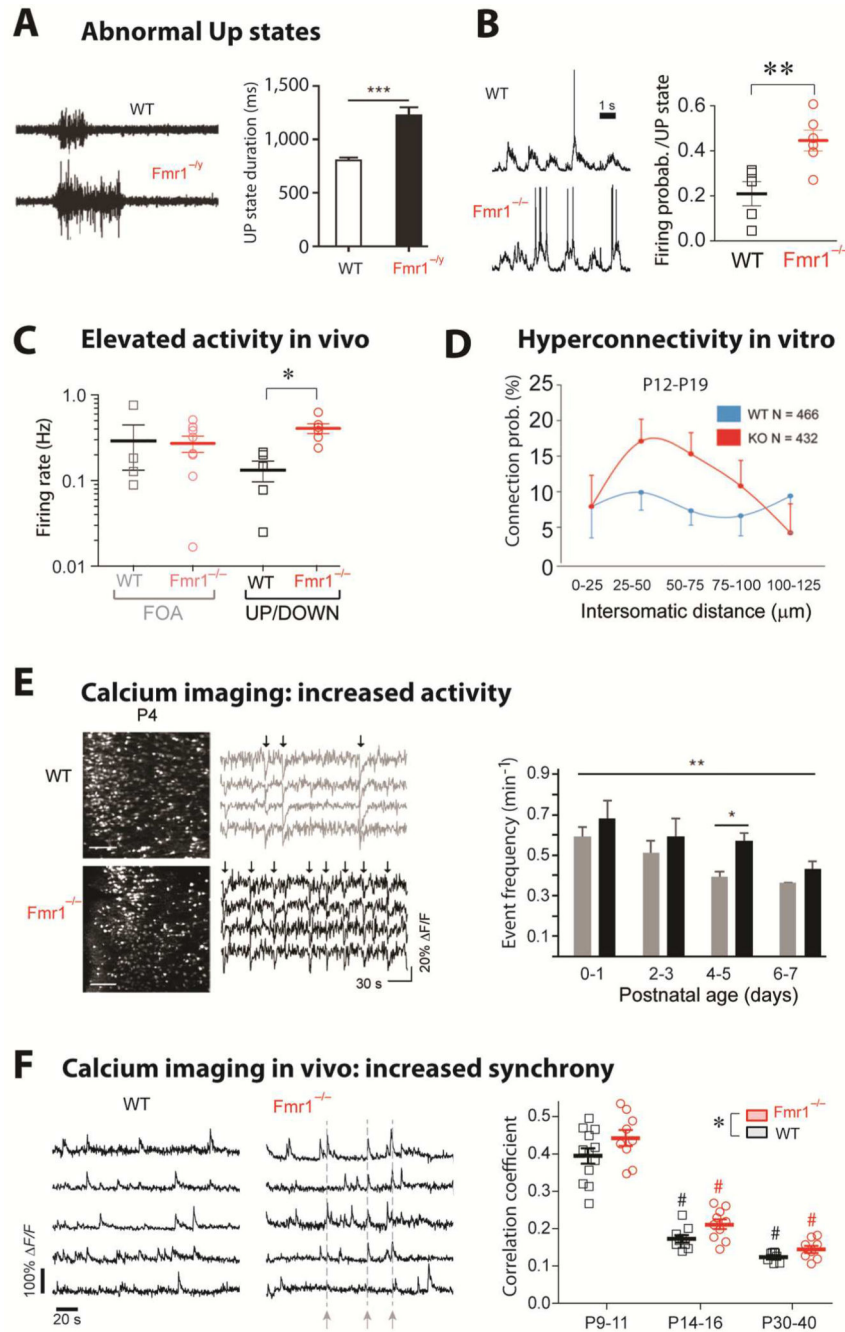 A Abnormal Up states
WT
Fmr1–/y
UP state duration (ms)
1,500
1,000
500
0
***
WT
Fmr1–/y
B
WT
1 s
Fmr1–/–
Firing probab./UP state
0.6
0.4
0.2
0.0
**
WT
Fmr1–/–
C Elevated activity in vivo
Firing rate (Hz)
1.0
0.1
0.01
*
WT
Fmr1–/–
WT
Fmr1–/–
FOA
UP/DOWN
D Hyperconnectivity in vitro
P12-P19
Connection prob. (%)
25
20
15
10
5
0
WT N = 466
KO N = 432
0-25 25-50 50-75 75-100 100-125
Intersomatic distance (μm)
E Calcium imaging: increased activity
P4
WT
Fmr1–/–
20% ΔF/F
30 s
Event frequency (min–1)
0.9
0.7
0.5
0.3
0.1
**
*
0-1 2-3 4-5 6-7
Postnatal age (days)
F Calcium imaging in vivo: increased synchrony
WT
Fmr1–/–
100% ΔF/F
20 s
Correlation coefficient
0.5
0.4
0.3
0.2
0.1
0.0
* Fmr1–/–
WT
# #
# #
P9-11 P14-16 P30-40